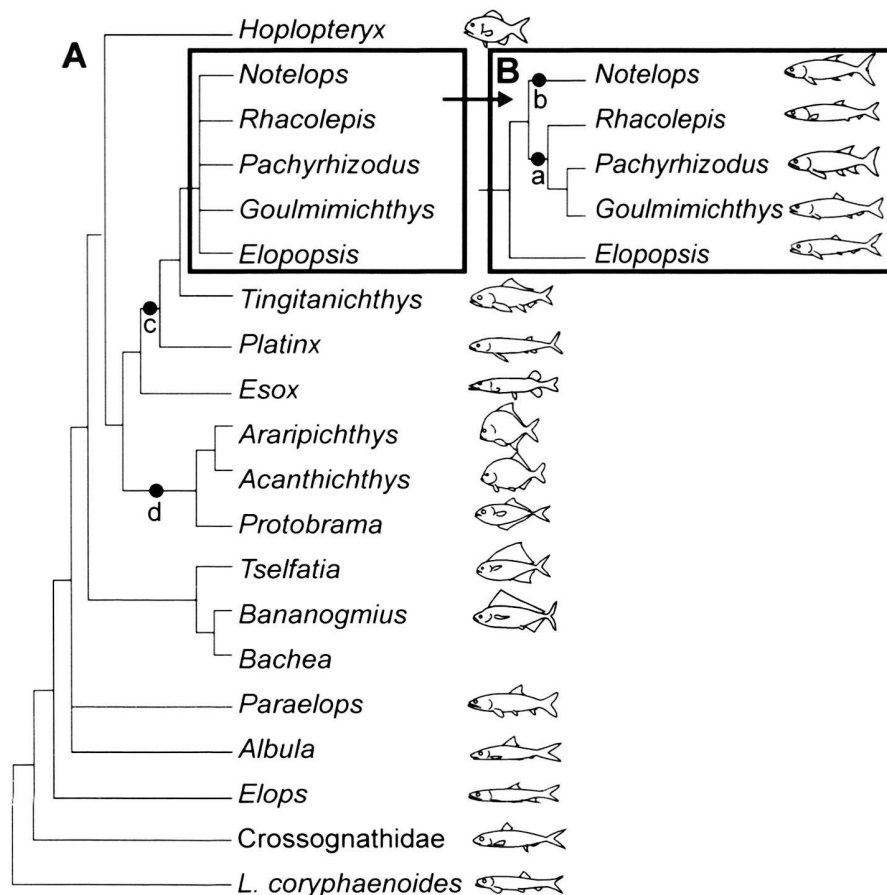 A
Hoplopteryx
Notelops
Rhacolepis
Pachyrhizodus
Goulmimichthys
Elopopsis
B
b
a
Notelops
Rhacolepis
Pachyrhizodus
Goulmimichthys
Elopopsis
Tingitanichthys
c
Platinx
Esox
Araripichthys
Acanthichthys
d
Protobrama
Tselfatia
Bananogmius
Bachea
Paraelops
Albula
Elops
Crossognathidae
L. coryphaenoides